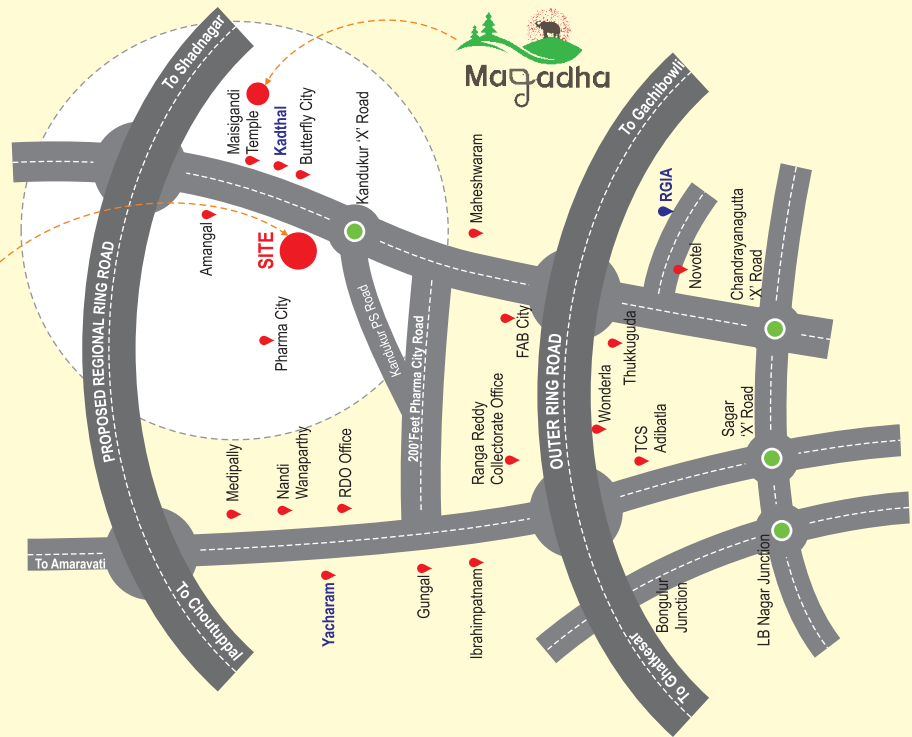 Magadha
To Shadnagar
PROPOSED REGIONAL RING ROAD
To Choutuppal
To Amaravati
Maisigandi
Temple
Kadthal
Butterfly City
Kandukur 'X' Road
Amangal
SITE
Pharma City
Kandukur PS Road
200'Feet Pharma City Road
Medipally
Nandi
Wanaparthy
RDO Office
Yacharam
Gungal
Ibrahimpatnam
Maheshwaram
FAB City
Ranga Reddy
Collectorate Office
To Gachibowli
OUTER RING ROAD
To Ghatkesar
RGIA
Novotel
Thukkuguda
Wonderla
TCS
Adibatla
Chandrayanagutta
'X' Road
Sagar
'X' Road
Bongulur
Junction
LB Nagar Junction